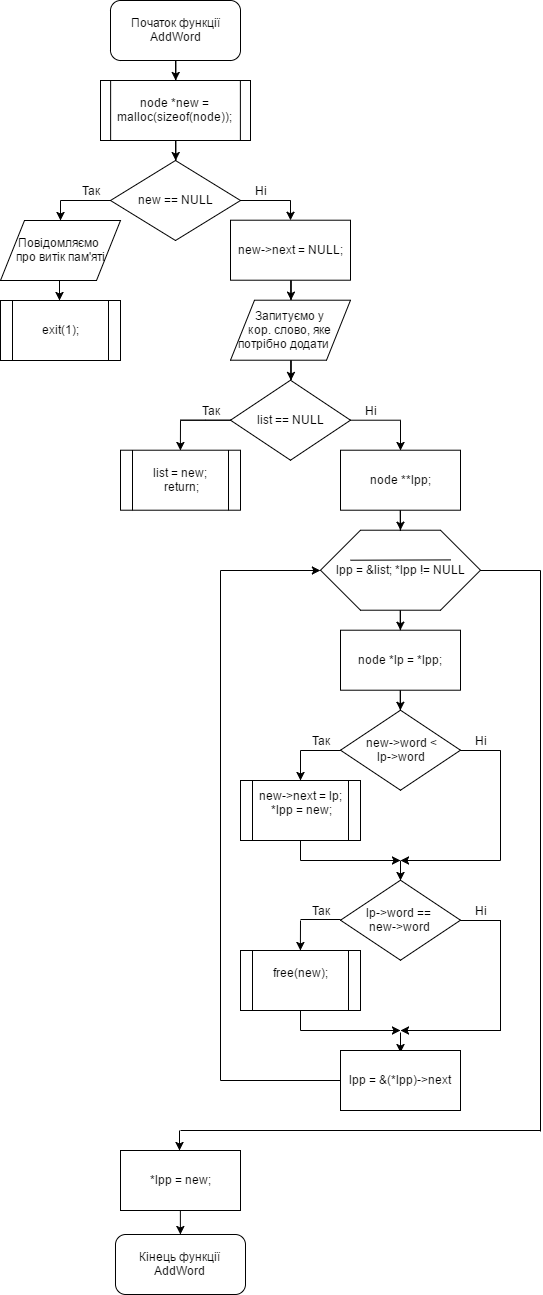 Початок функції
AddWord
node *new =
malloc(sizeof(node));
new == NULL
Так
Ні
Повідомляємо
про витік пам'яті
exit(1);
new->next = NULL;
Запитуємо у
кор. слово, яке
потрібно додати
list == NULL
Так
Ні
list = new;
return;
node **lpp;
lpp = &list; *lpp != NULL
node *lp = *lpp;
new->word <
lp->word
Так
Ні
new->next = lp;
*lpp = new;
lp->word ==
new->word
Так
Ні
free(new);
lpp = &(*lpp)->next
*lpp = new;
Кінець функції
AddWord